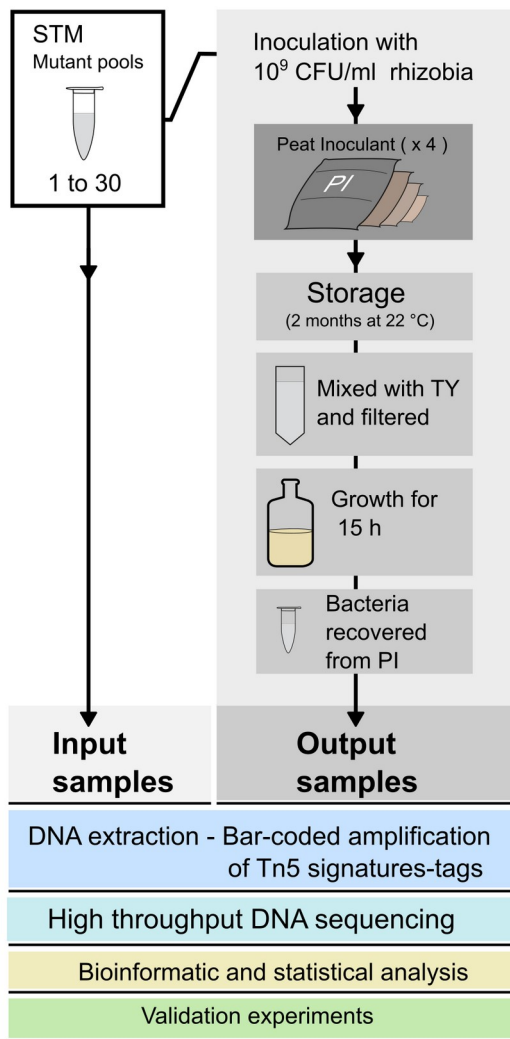 STM
Mutant pools
1 to 30
Inoculation with
10⁹ CFU/ml rhizobia
Peat Inoculant ( x 4 )
PI
Storage
(2 months at 22 °C)
Mixed with TY
and filtered
Growth for
15 h
Bacteria
recovered
from PI
Input
samples
Output
samples
DNA extraction - Bar-coded amplification
of Tn5 signatures-tags
High throughput DNA sequencing
Bioinformatic and statistical analysis
Validation experiments